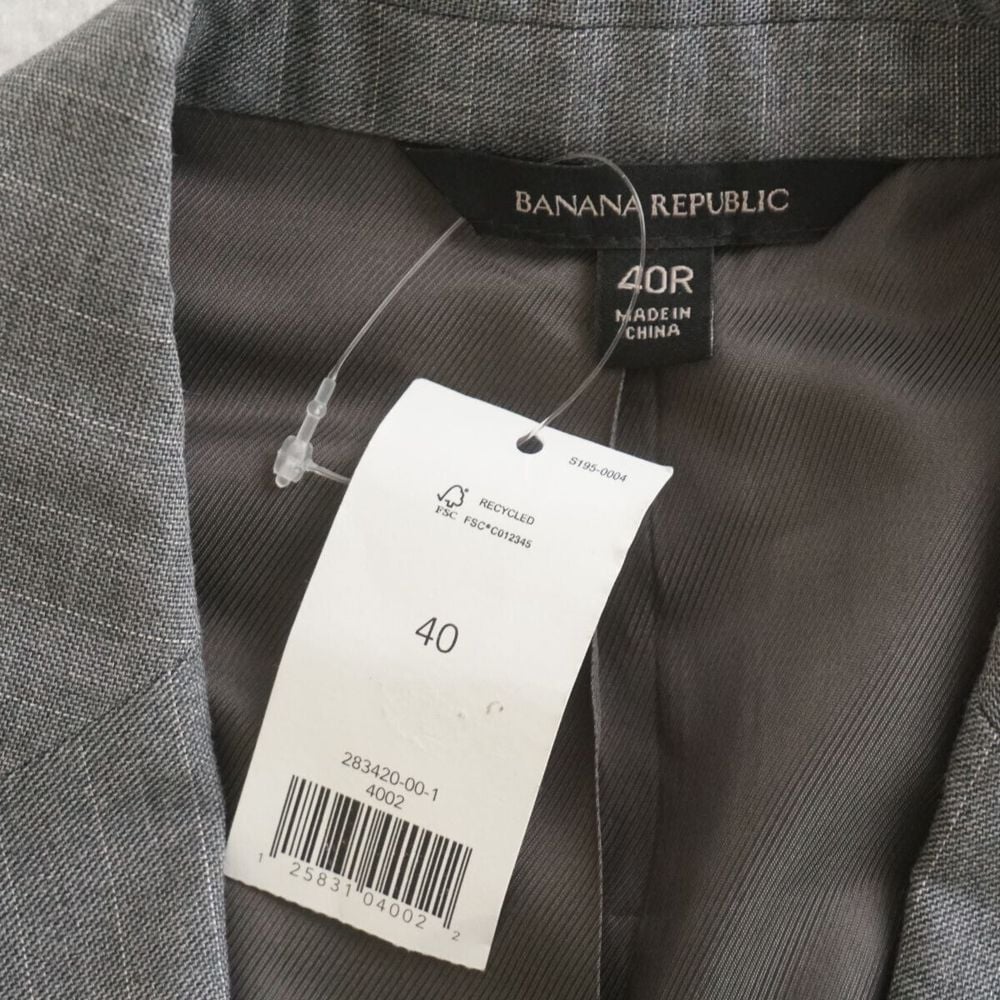 BANANA REPUBLIC
40R
MADE IN
CHINA
S195-0004
RECYCLED
FSC FSC®C012345
40
283420-00-1
4002
1 25831 04002 2